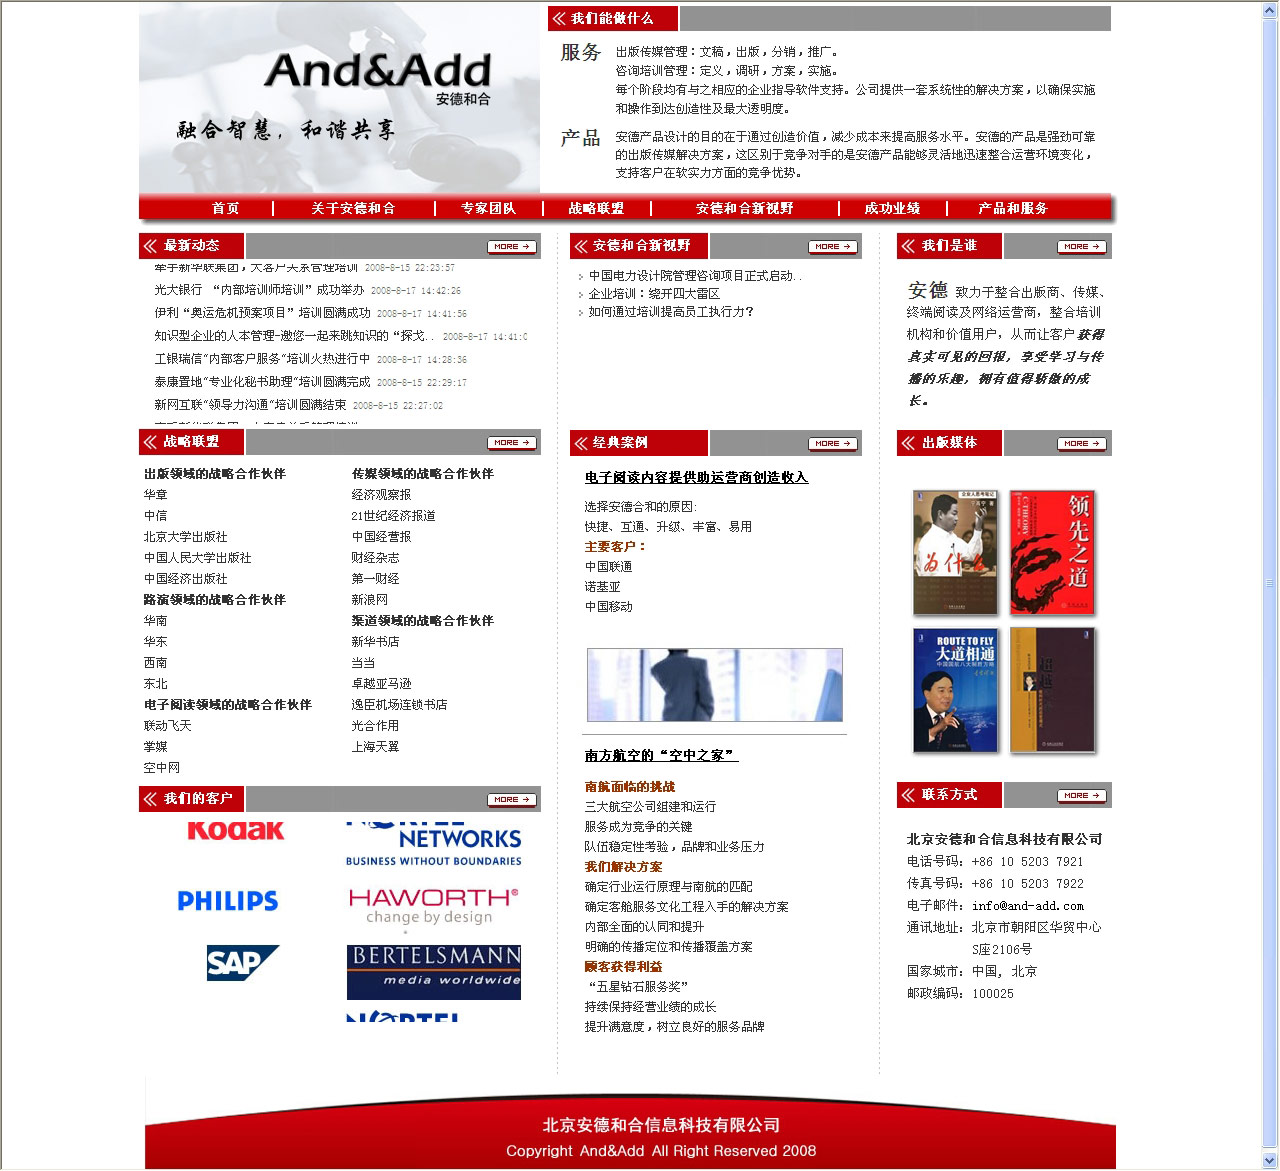 And&Add
安德和合
融合智慧，和谐共享
我们能做什么
服务
出版传媒管理：文稿，出版，分销，推广。
咨询培训管理：定义，调研，方案，实施。
每个阶段均有与之相应的企业指导软件支持。公司提供一套系统性的解决方案，以确保实施
和操作到达创造性及最大透明度。
产品
安德产品设计的目的在于通过创造价值，减少成本来提高服务水平。安德的产品是强劲可靠
的出版传媒解决方案，这区别于竞争对手的是安德产品能够灵活地迅速整合运营环境变化，
支持客户在软实力方面的竞争优势。
首页 关于安德和合 专家团队 战略联盟 安德和合新视野 成功业绩 产品和服务
最新动态 MORE
牵手新华联集团，大客户关系管理培训 2008-8-15 22:23:57
光大银行 “内部培训师培训”成功举办 2008-8-17 14:42:26
伊利“奥运危机预案项目”培训圆满成功 2008-8-17 14:41:56
知识型企业的人本管理-邀您一起来跳知识的“探戈.. 2008-8-17 14:41:0
工银瑞信"内部客户服务"培训火热进行中 2008-8-17 14:28:36
泰康置地"专业化秘书助理"培训圆满完成 2008-8-15 22:29:17
新网互联"领导力沟通"培训圆满结束 2008-8-15 22:27:02
安德和合新视野 MORE
中国电力设计院管理咨询项目正式启动..
企业培训：绕开四大雷区
如何通过培训提高员工执行力?
我们是谁 MORE
安德 致力于整合出版商、传媒、
终端阅读及网络运营商，整合培训
机构和价值用户，从而让客户获得
真实可见的回报，享受学习与传
播的乐趣，拥有值得骄傲的成
长。
战略联盟 MORE
出版领域的战略合作伙伴
华章
中信
北京大学出版社
中国人民大学出版社
中国经济出版社
路演领域的战略合作伙伴
华南
华东
西南
东北
电子阅读领域的战略合作伙伴
联动飞天
掌媒
空中网
传媒领域的战略合作伙伴
经济观察报
21世纪经济报道
中国经营报
财经杂志
第一财经
新浪网
渠道领域的战略合作伙伴
新华书店
当当
卓越亚马逊
逸臣机场连锁书店
光合作用
上海天翼
我们的客户 MORE
Kodak
NORTEL
NETWORKS
BUSINESS WITHOUT BOUNDARIES
PHILIPS
HAWORTH®
change by design
SAP
BERTELSMANN
media worldwide
NORTEL
经典案例 MORE
电子阅读内容提供助运营商创造收入
选择安德合和的原因:
快捷、互通、升级、丰富、易用
主要客户：
中国联通
诺基亚
中国移动
南方航空的“空中之家”
南航面临的挑战
三大航空公司组建和运行
服务成为竞争的关键
队伍稳定性考验，品牌和业务压力
我们解决方案
确定行业运行原理与南航的匹配
确定客舱服务文化工程入手的解决方案
内部全面的认同和提升
明确的传播定位和传播覆盖方案
顾客获得利益
“五星钻石服务奖”
持续保持经营业绩的成长
提升满意度，树立良好的服务品牌
出版媒体 MORE
为什么
领先之道
THEORY
ROUTE TO FLY
大道相通
超越
联系方式 MORE
北京安德和合信息科技有限公司
电话号码：+86 10 5203 7921
传真号码：+86 10 5203 7922
电子邮件：info@and-add.com
通讯地址：北京市朝阳区华贸中心
S座2106号
国家城市：中国, 北京
邮政编码：100025
北京安德和合信息科技有限公司
Copyright And&Add All Right Reserved 2008